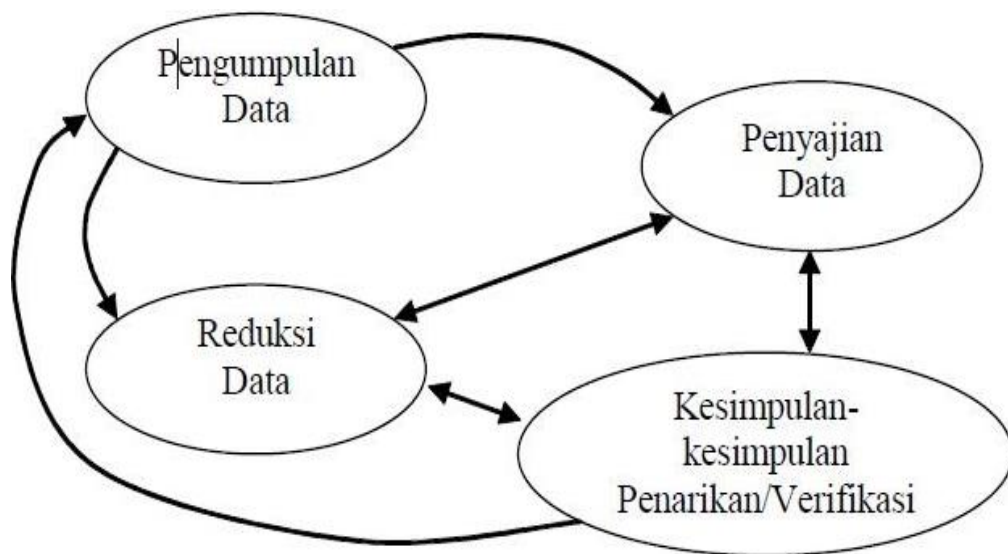 Pengumpulan
Data
Penyajian
Data
Reduksi
Data
Kesimpulan-
kesimpulan
Penarikan/Verifikasi